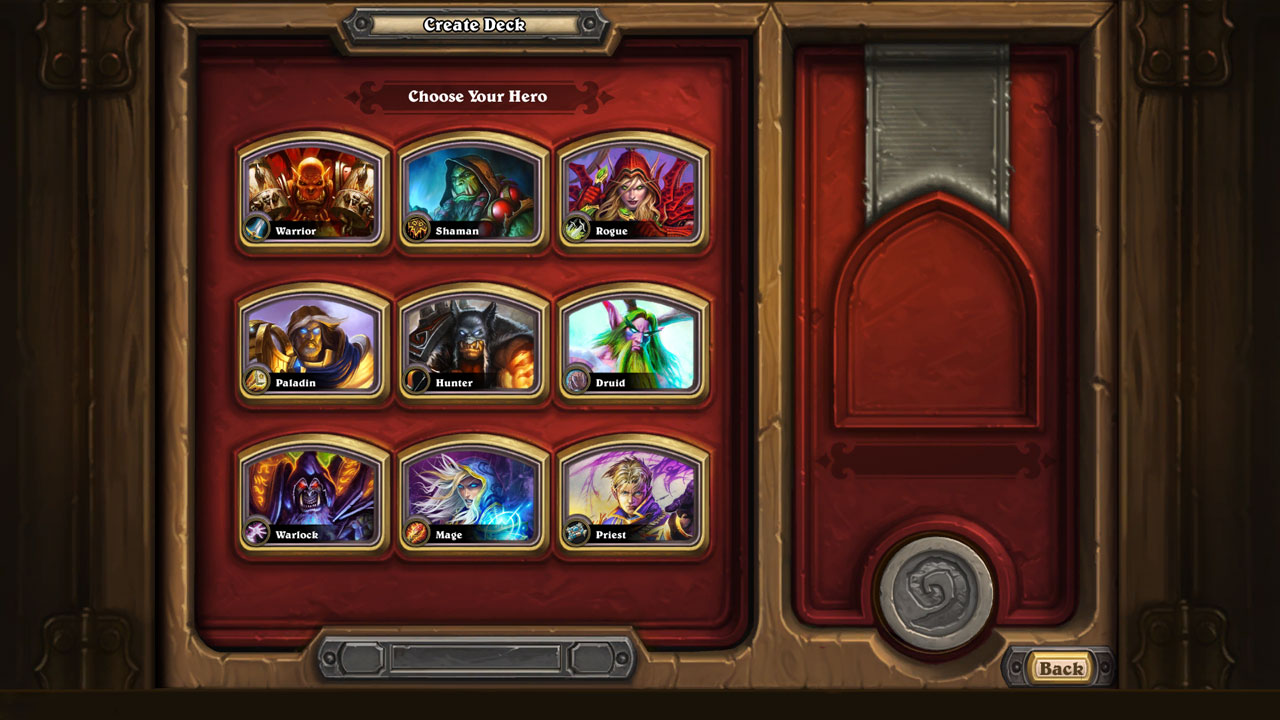 Create Deck
Choose Your Hero
Warrior
Shaman
Rogue
Paladin
Hunter
Druid
Warlock
Mage
Priest
Back